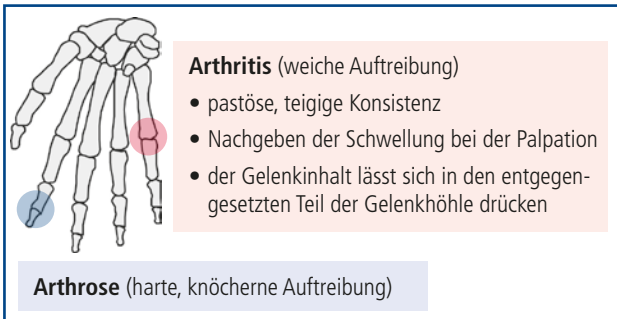 Arthritis (weiche Auftreibung)
• pastöse, teigige Konsistenz
• Nachgeben der Schwellung bei der Palpation
• der Gelenkinhalt lässt sich in den entgegen-
gesetzten Teil der Gelenkhöhle drücken
Arthrose (harte, knöcherne Auftreibung)